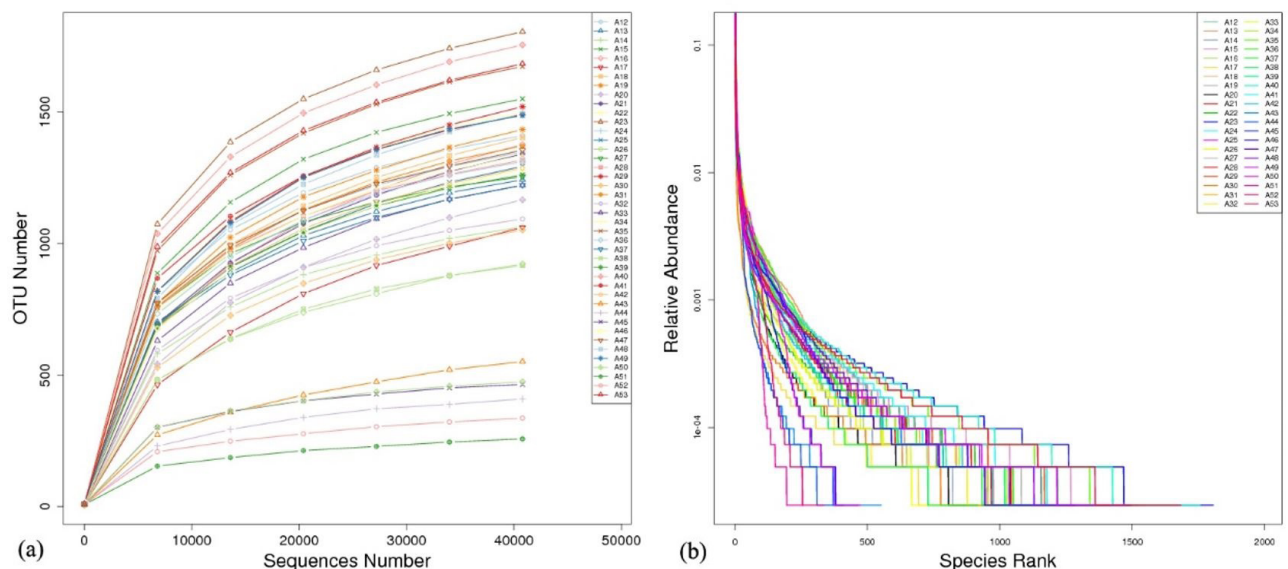 OTU Number
1500
1000
500
0
0
10000
20000
30000
40000
50000
Sequences Number
(a)
A12
A13
A14
A15
A16
A17
A18
A19
A20
A21
A22
A23
A24
A25
A26
A27
A28
A29
A30
A31
A32
A33
A34
A35
A36
A37
A38
A39
A40
A41
A42
A43
A44
A45
A46
A47
A48
A49
A50
A51
A52
A53
Relative Abundance
0.1
0.01
0.001
1e-04
0
500
1000
1500
2000
Species Rank
(b)
A12 A33
A13 A34
A14 A35
A15 A36
A16 A37
A17 A38
A18 A39
A19 A40
A20 A41
A21 A42
A22 A43
A23 A44
A24 A45
A25 A46
A26 A47
A27 A48
A28 A49
A29 A50
A30 A51
A31 A52
A32 A53